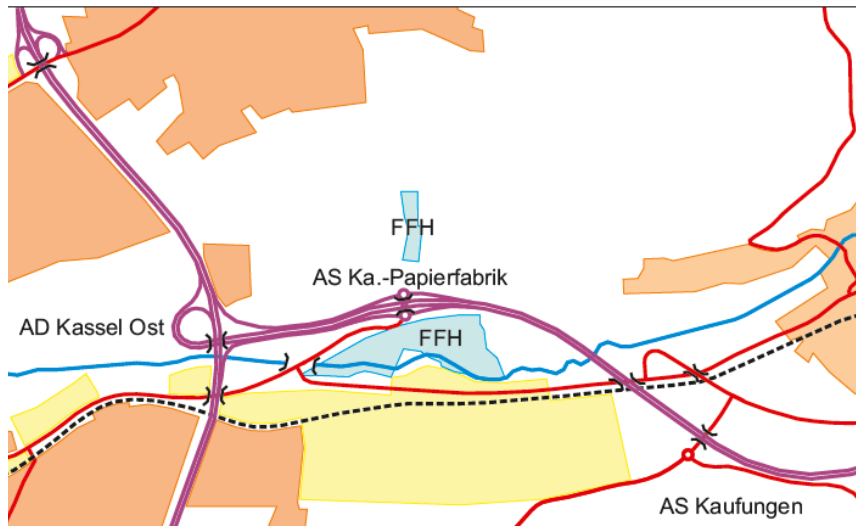 FFH
AS Ka.-Papierfabrik
AD Kassel Ost
FFH
AS Kaufungen